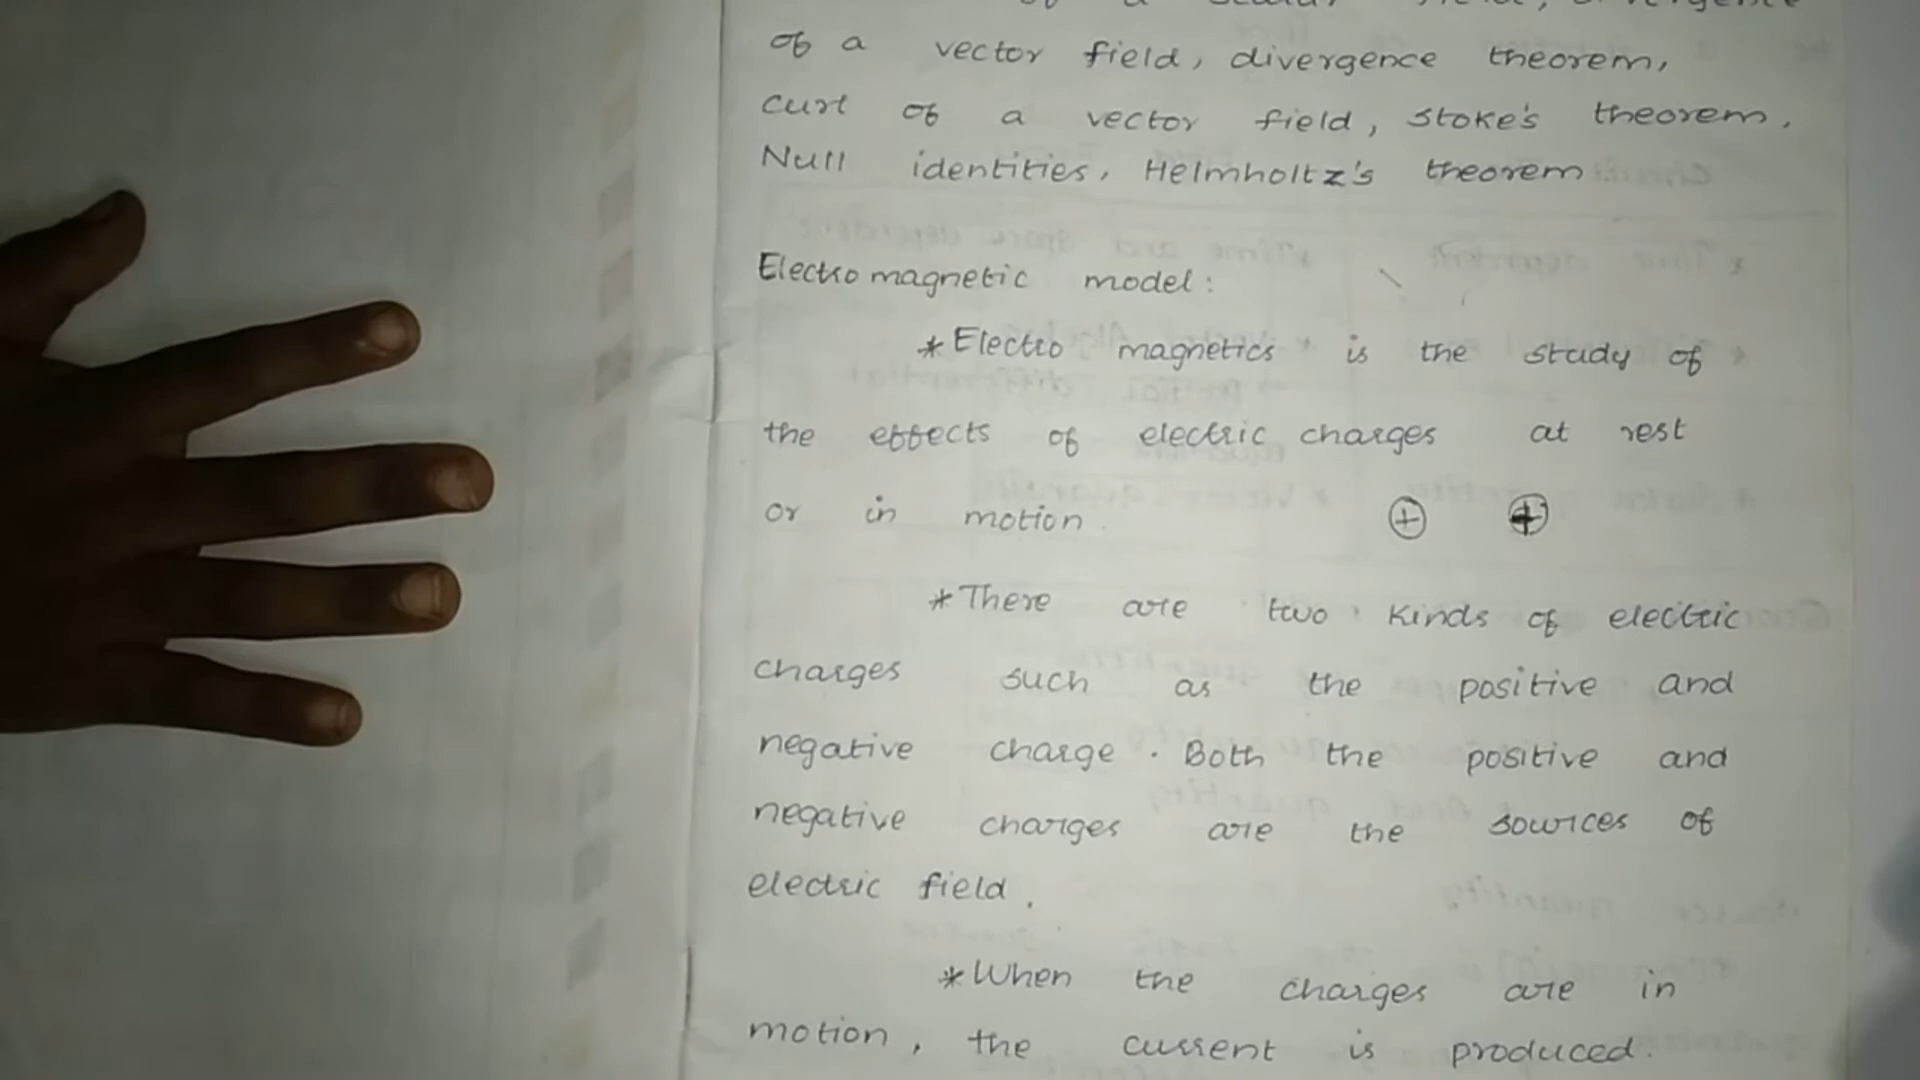 of a vector field, divergence theorem,
curl of a vector field, Stoke's theorem,
Null identities, Helmholtz's theorem.
Electro magnetic model:
* Electro magnetics is the study of
the effects of electric charges at rest
or in motion.
+ +
* There are two kinds of electric
charges such as the positive and
negative charge. Both the positive and
negative charges are the sources of
electric field.
* When the charges are in
motion, the current is produced.